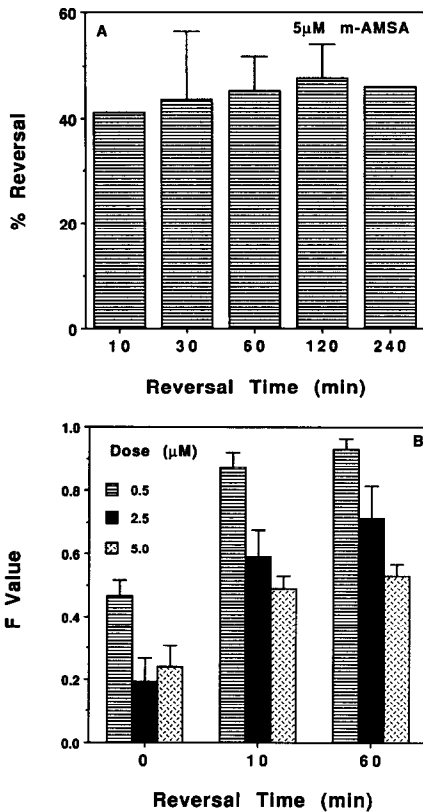 60
A
5μM m-AMSA
40
% Reversal
20
0
10 30 60 120 240
Reversal Time (min)
1.0
B
Dose (μM)
0.8
0.5
2.5
0.6
5.0
F Value
0.4
0.2
0.0
0 10 60
Reversal Time (min)